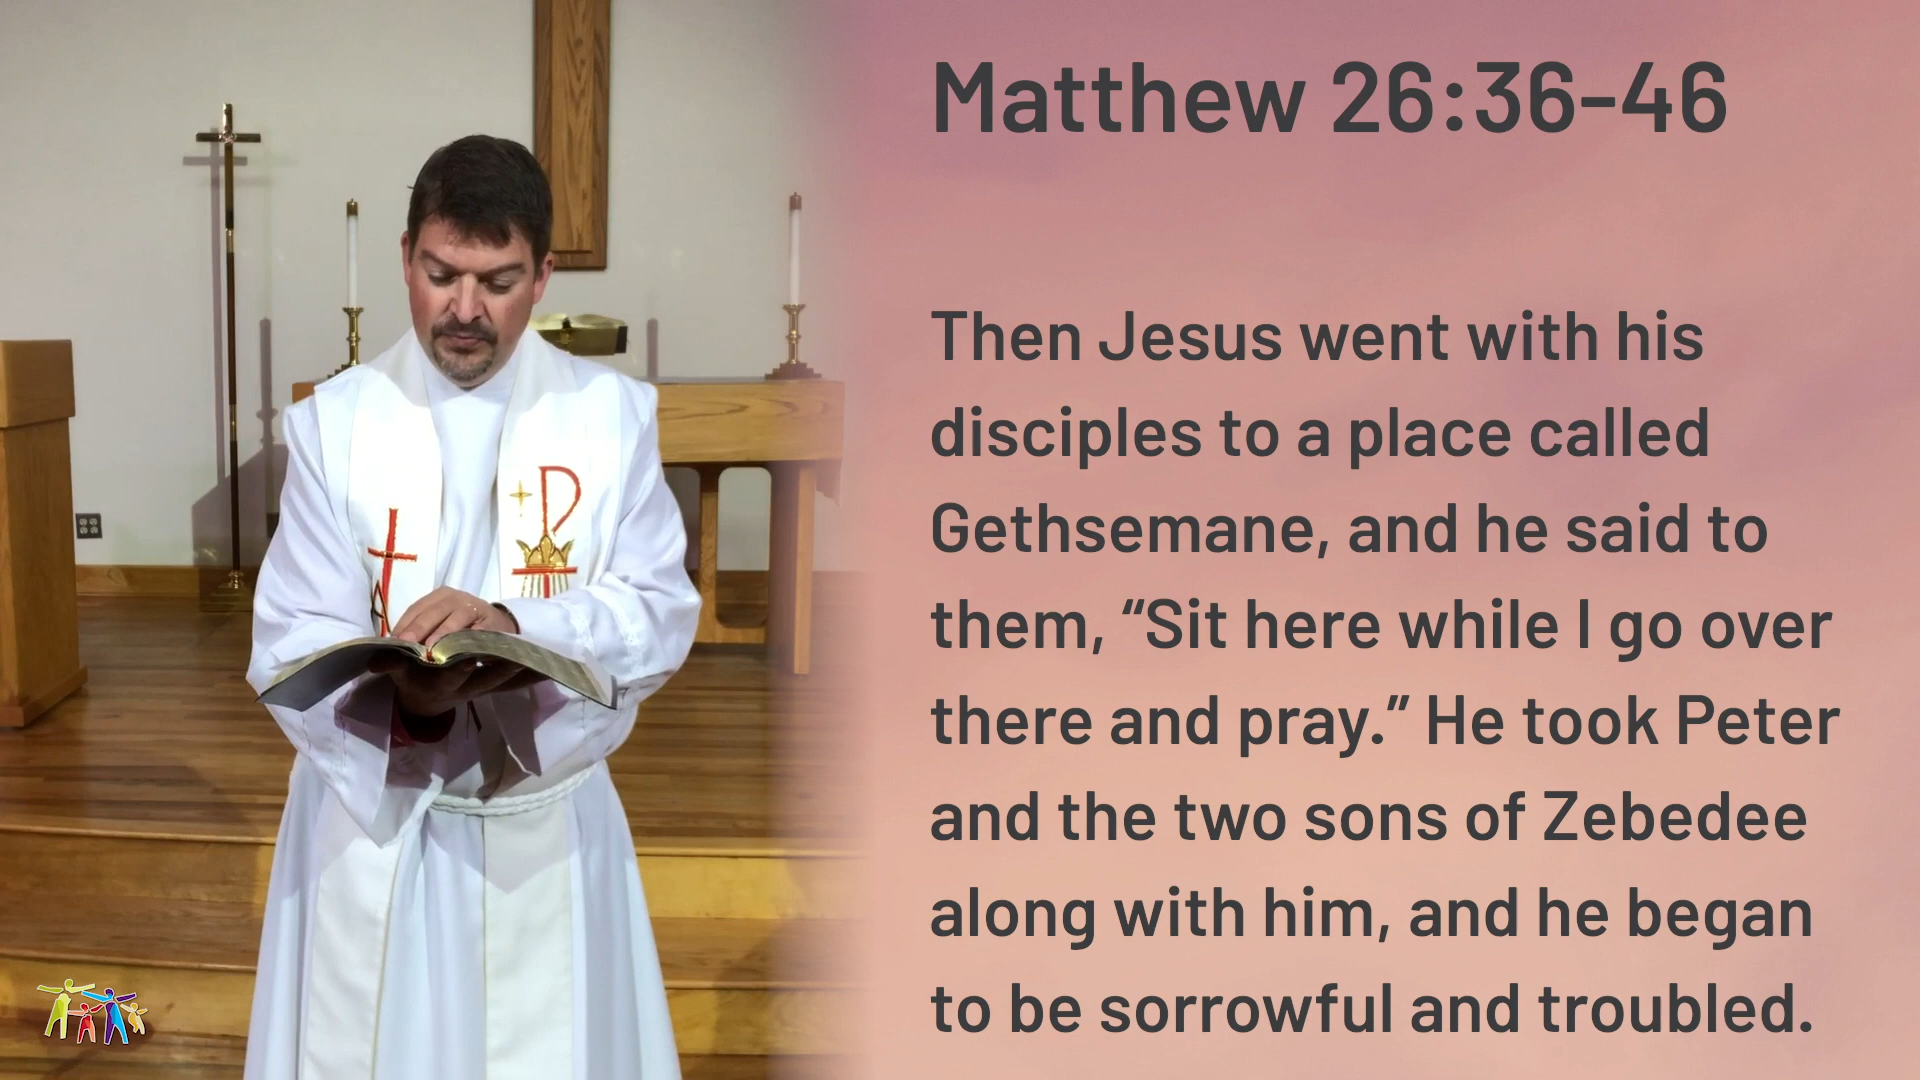 Matthew 26:36-46
Then Jesus went with his
disciples to a place called
Gethsemane, and he said to
them, “Sit here while I go over
there and pray.” He took Peter
and the two sons of Zebedee
along with him, and he began
to be sorrowful and troubled.